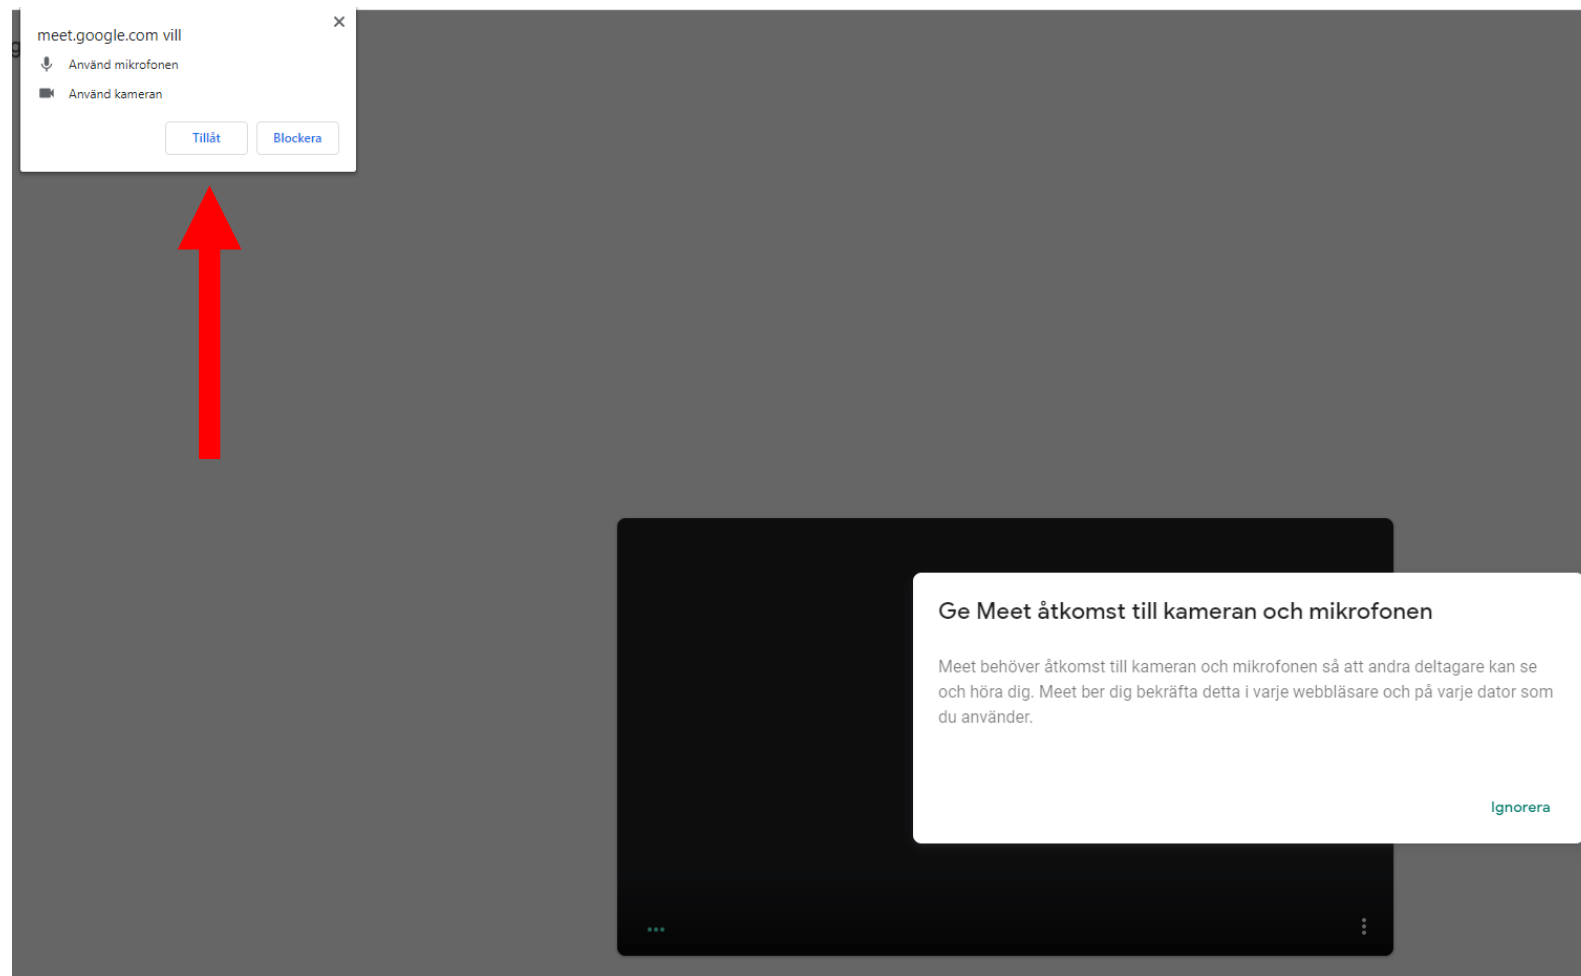 meet.google.com vill
Använd mikrofonen
Använd kameran
Tillåt Blockera
Ge Meet åtkomst till kameran och mikrofonen
Meet behöver åtkomst till kameran och mikrofonen så att andra deltagare kan se
och höra dig. Meet ber dig bekräfta detta i varje webbläsare och på varje dator som
du använder.
Ignorera